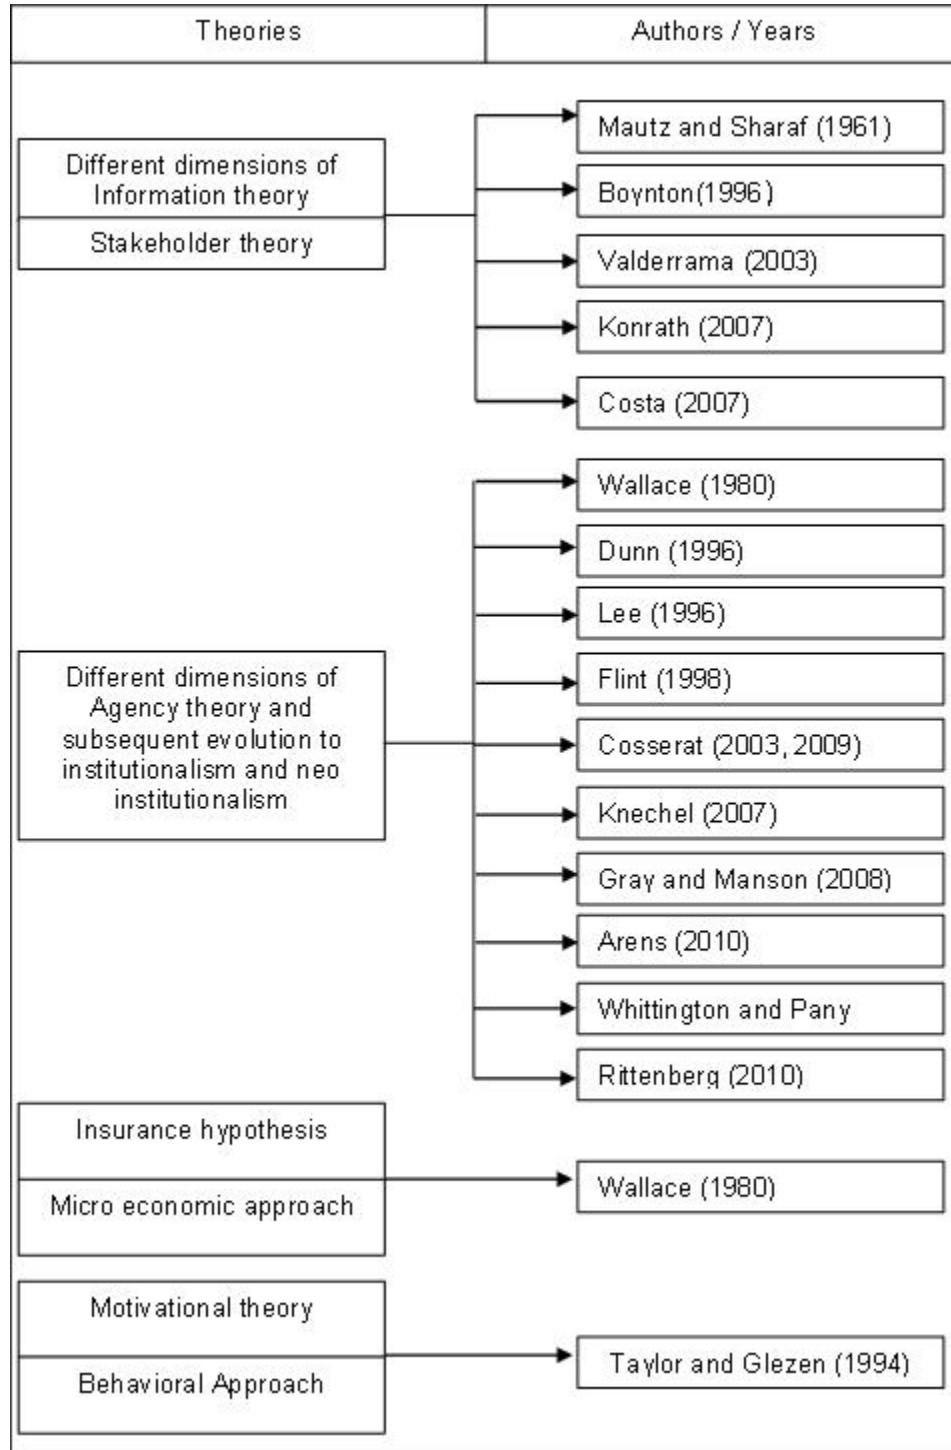 Theories
Authors / Years
Different dimensions of
Information theory
Stakeholder theory
Mautz and Sharaf (1961)
Boynton(1996)
Valderrama (2003)
Konrath (2007)
Costa (2007)
Different dimensions of
Agency theory and
subsequent evolution to
institutionalism and neo
institutionalism
Wallace (1980)
Dunn (1996)
Lee (1996)
Flint (1998)
Cosserat (2003, 2009)
Knechel (2007)
Gray and Manson (2008)
Arens (2010)
Whittington and Pany
Rittenberg (2010)
Insurance hypothesis
Micro economic approach
Wallace (1980)
Motivational theory
Behavioral Approach
Taylor and Glezen (1994)